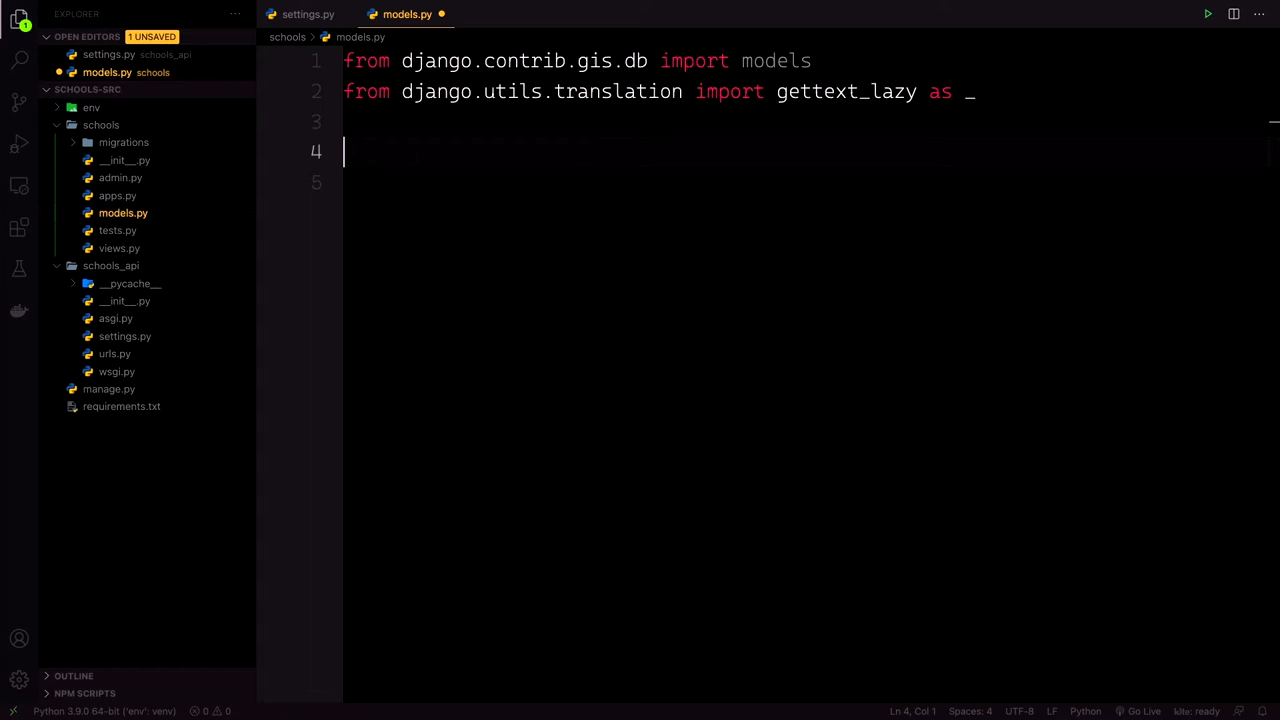 EXPLORER
OPEN EDITORS 1 UNSAVED
settings.py schools_api
models.py schools
SCHOOLS-SRC
env
schools
migrations
__init__.py
admin.py
apps.py
models.py
tests.py
views.py
schools_api
__pycache__
__init__.py
asgi.py
settings.py
urls.py
wsgi.py
manage.py
requirements.txt
OUTLINE
NPM SCRIPTS
settings.py models.py
schools > models.py
1 from django.contrib.gis.db import models
2 from django.utils.translation import gettext_lazy as _
3
4
5
1
Python 3.9.0 64-bit ('env': venv) 0 0 Ln 4, Col 1 Spaces: 4 UTF-8 LF Python Go Live kite: ready